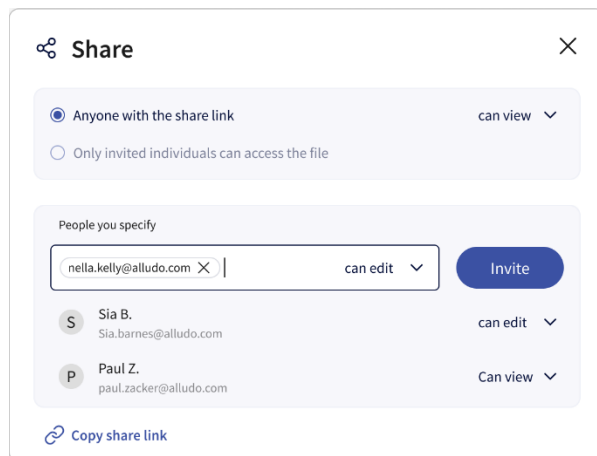 Share
Anyone with the share link can view
Only invited individuals can access the file
People you specify
nella.kelly@alludo.com can edit Invite
S Sia B. can edit
Sia.barnes@alludo.com
P Paul Z. Can view
paul.zacker@alludo.com
Copy share link